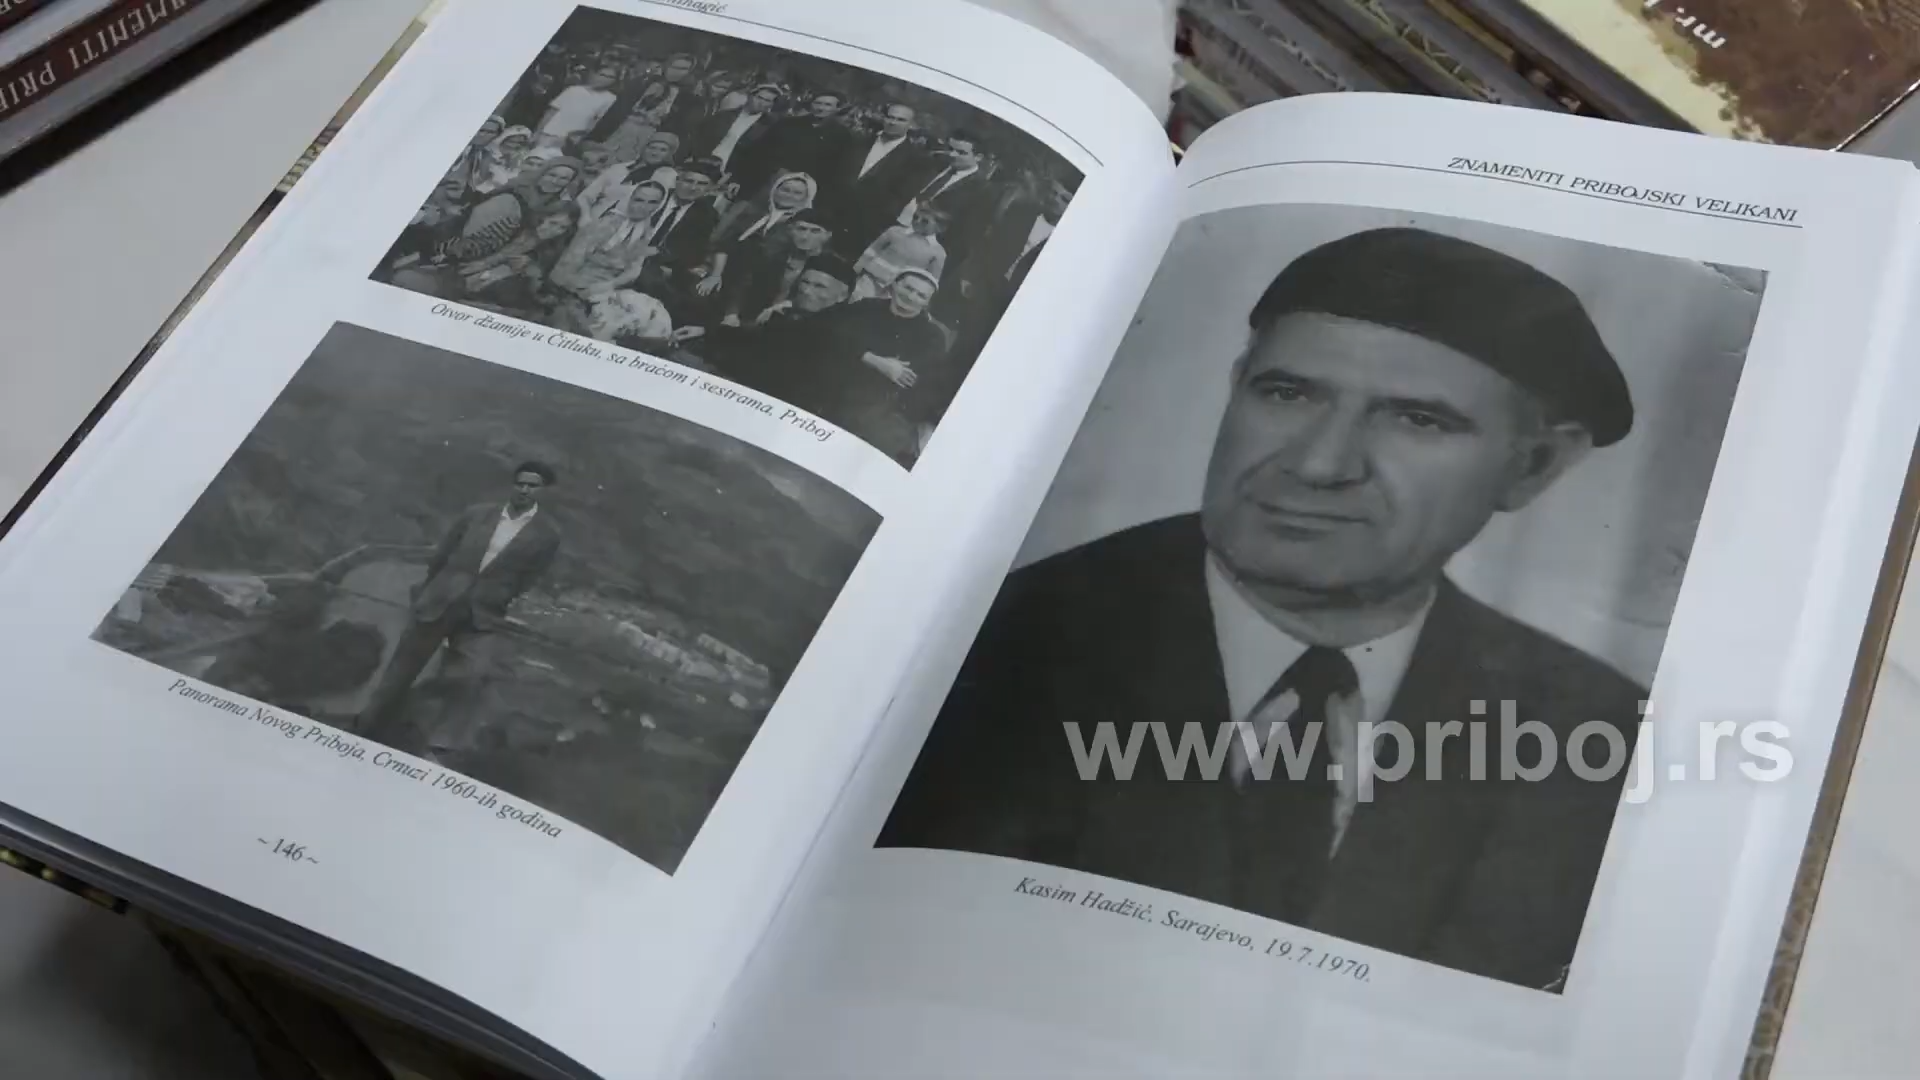 Otvor džamije u Čitluku, sa braćom i sestrama, Priboj
Panorama Novog Priboja, Crnuzi 1960-ih godina
~ 146 ~
ZNAMENITI PRIBOJSKI VELIKANI
Kasim Hadžić, Sarajevo, 19.7.1970.
www.priboj.rs
mr.